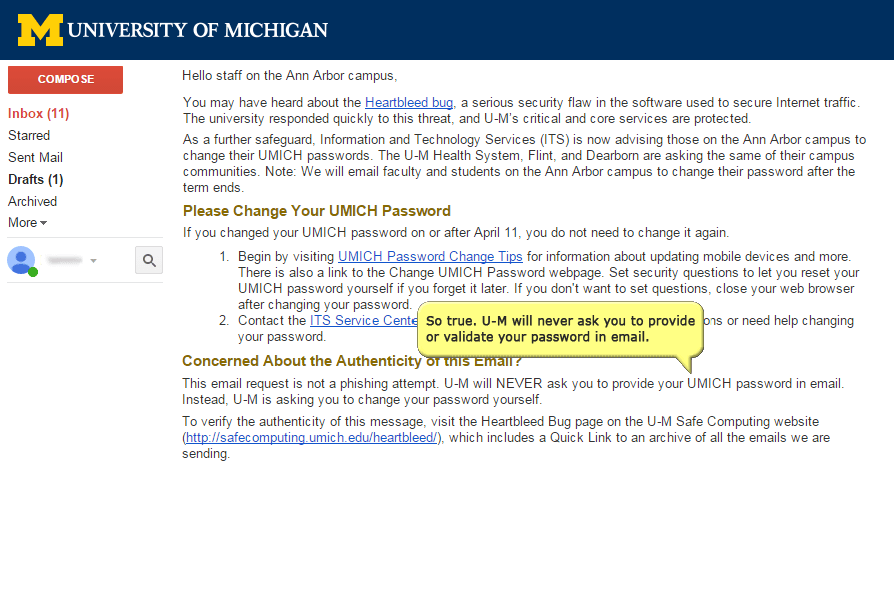 M UNIVERSITY OF MICHIGAN
COMPOSE
Inbox (11)
Starred
Sent Mail
Drafts (1)
Archived
More
Hello staff on the Ann Arbor campus,
You may have heard about the Heartbleed bug, a serious security flaw in the software used to secure Internet traffic.
The university responded quickly to this threat, and U-M's critical and core services are protected.
As a further safeguard, Information and Technology Services (ITS) is now advising those on the Ann Arbor campus to
change their UMICH passwords. The U-M Health System, Flint, and Dearborn are asking the same of their campus
communities. Note: We will email faculty and students on the Ann Arbor campus to change their password after the
term ends.
Please Change Your UMICH Password
If you changed your UMICH password on or after April 11, you do not need to change it again.
1. Begin by visiting UMICH Password Change Tips for information about updating mobile devices and more.
There is also a link to the Change UMICH Password webpage. Set security questions to let you reset your
UMICH password yourself if you forget it later. If you don't want to set questions, close your web browser
after changing your password.
2. Contact the ITS Service Cente ons or need help changing
your password.
So true. U-M will never ask you to provide
or validate your password in email.
Concerned About the Authenticity of this Email?
This email request is not a phishing attempt. U-M will NEVER ask you to provide your UMICH password in email.
Instead, U-M is asking you to change your password yourself.
To verify the authenticity of this message, visit the Heartbleed Bug page on the U-M Safe Computing website
(http://safecomputing.umich.edu/heartbleed/), which includes a Quick Link to an archive of all the emails we are
sending.